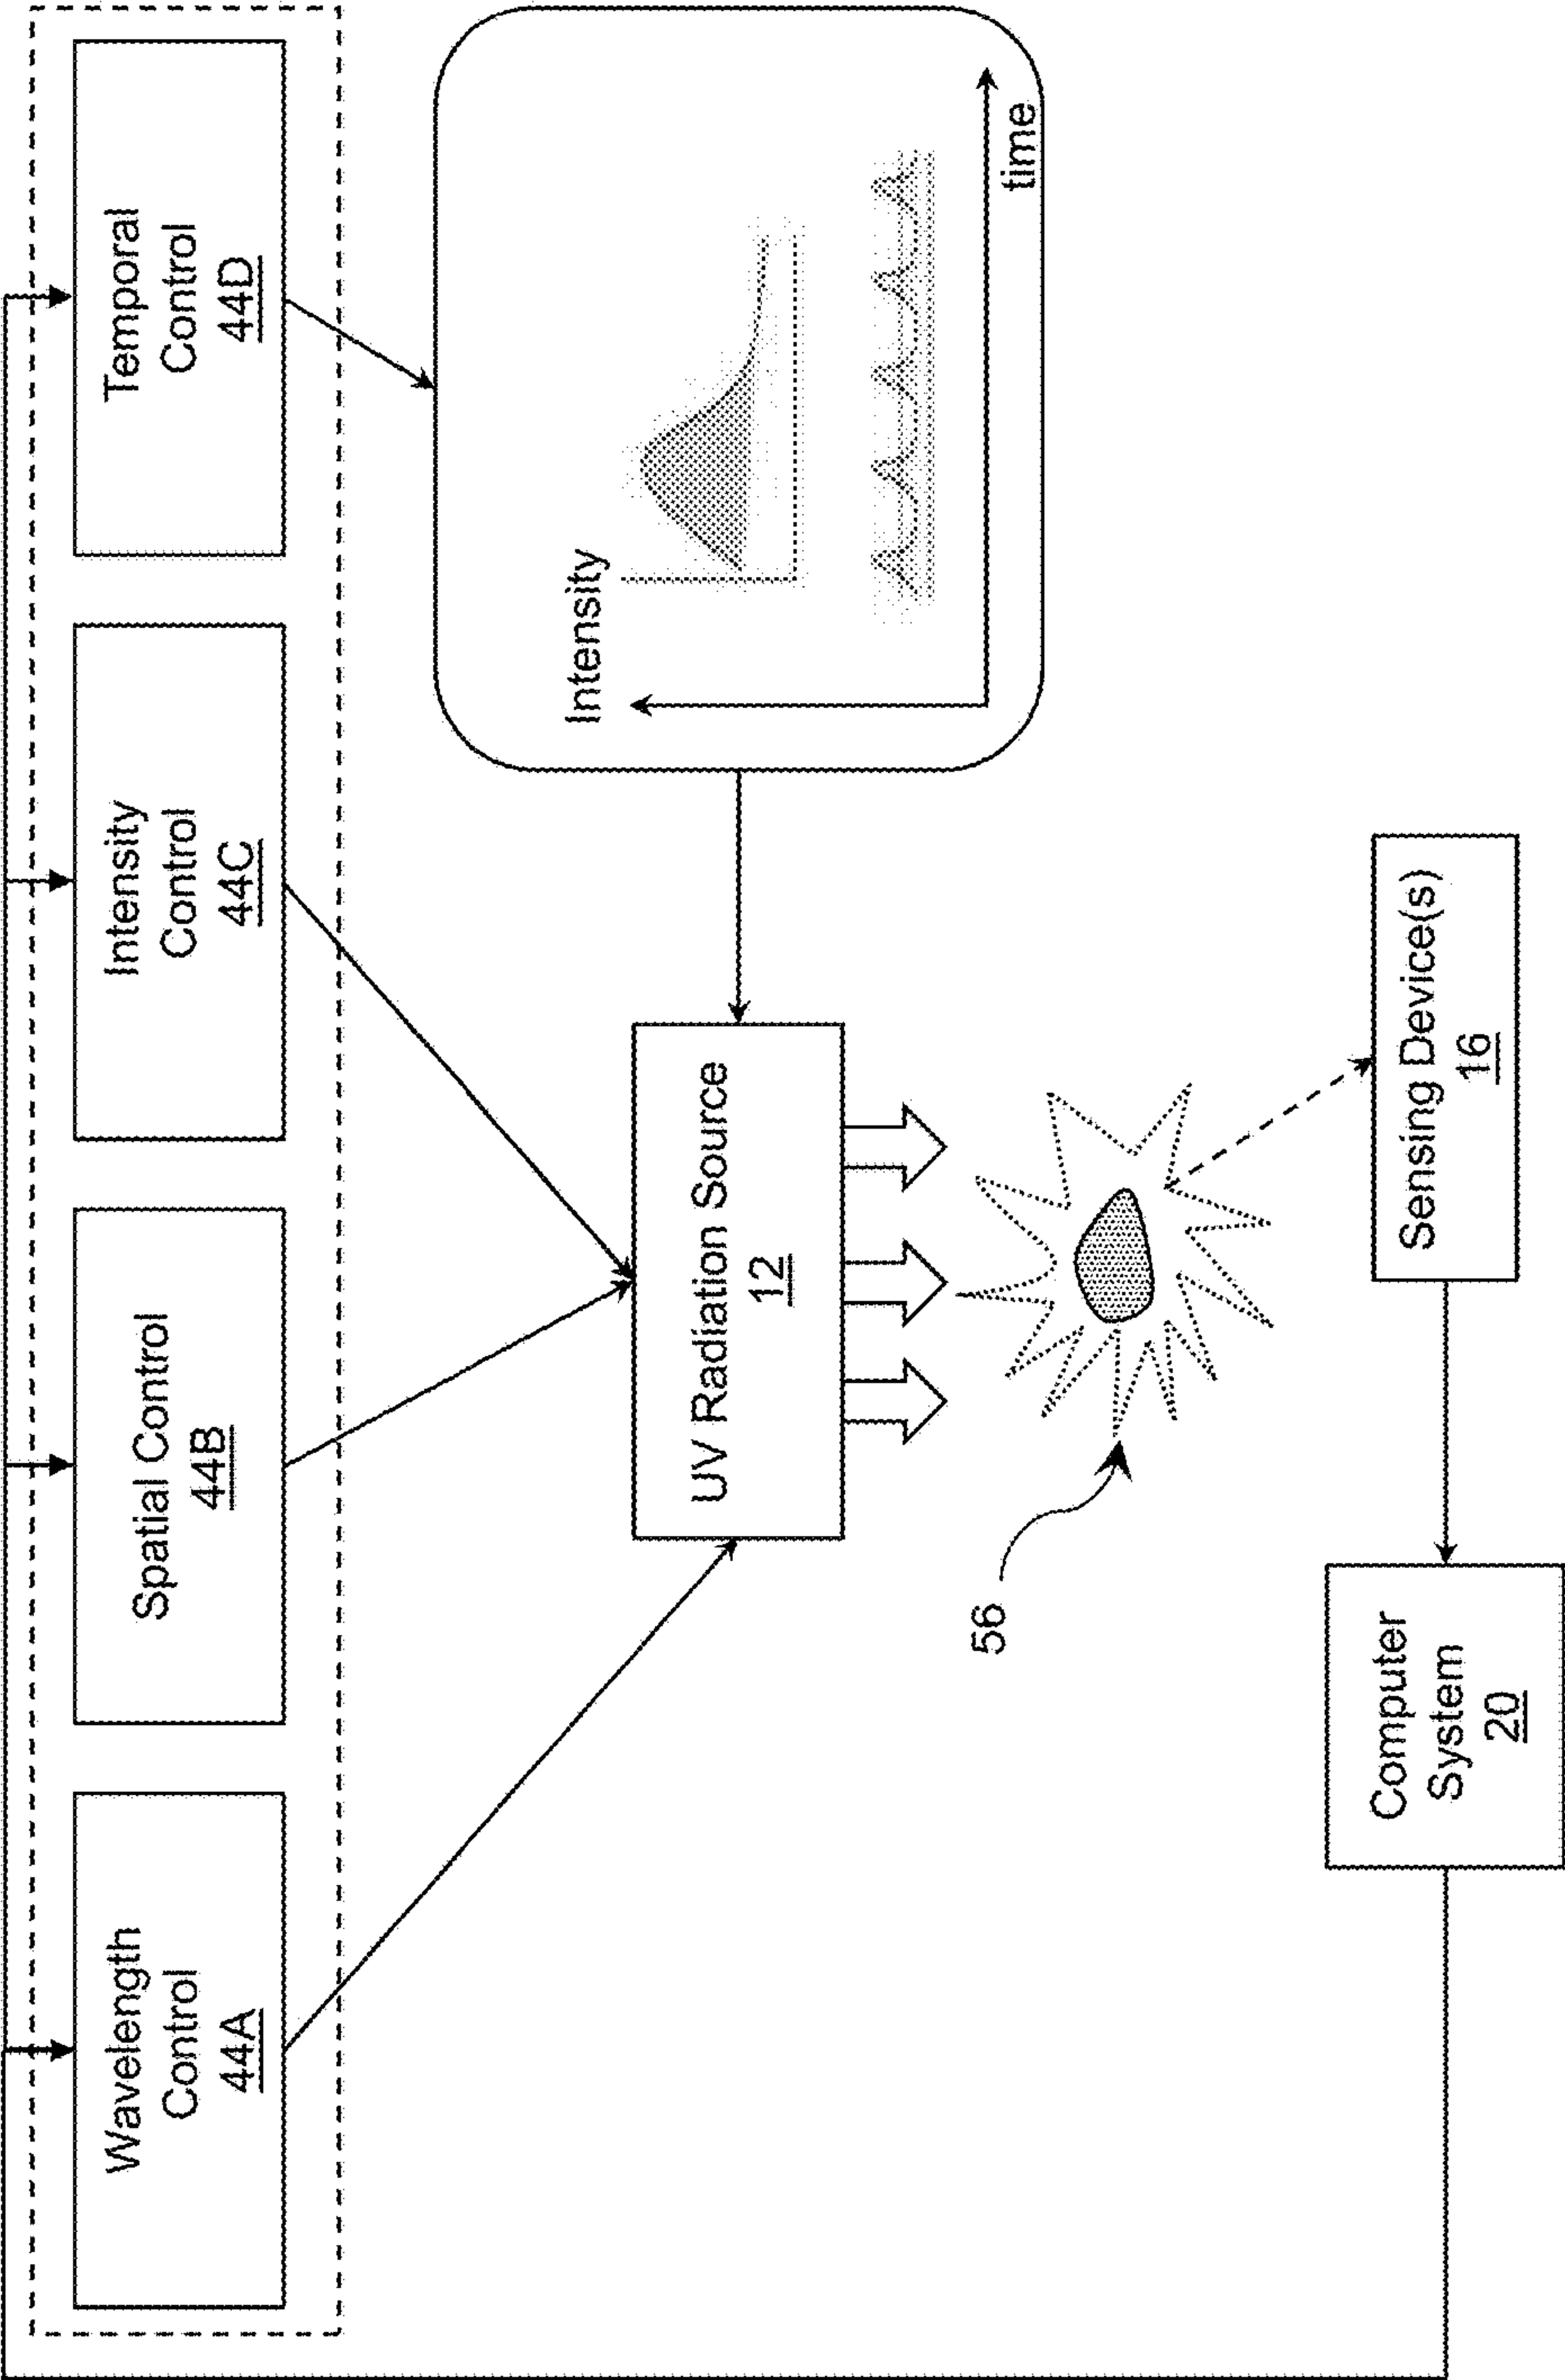 Wavelength
Control
44A
Spatial Control
44B
Intensity
Control
44C
Temporal
Control
44D
Intensity
time
UV Radiation Source
12
56
Computer
System
20
Sensing Device(s)
16